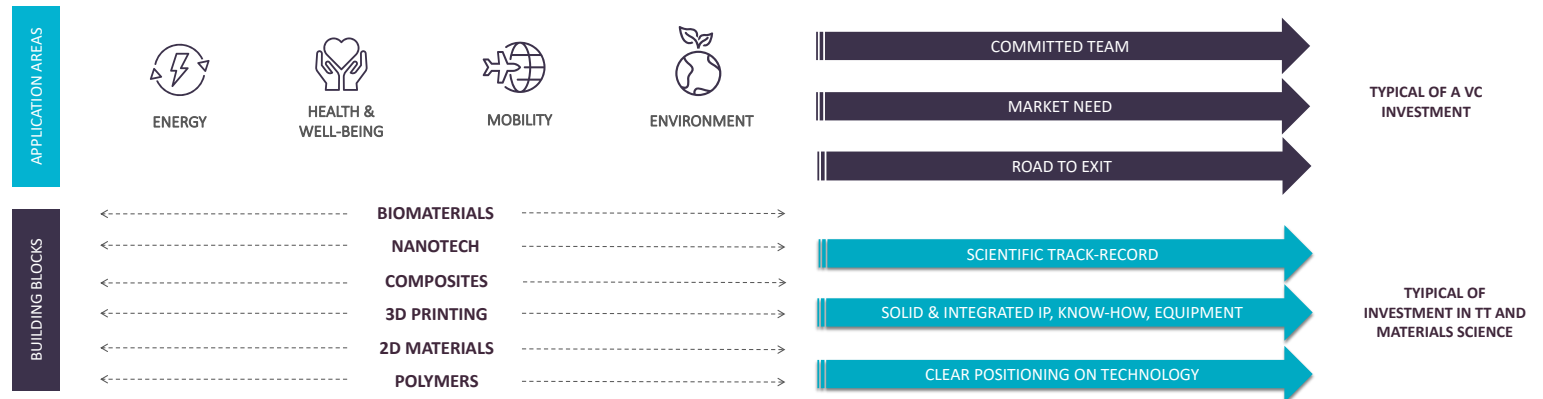 APPLICATION AREAS
ENERGY
HEALTH &
WELL-BEING
MOBILITY
ENVIRONMENT
COMMITTED TEAM
MARKET NEED
ROAD TO EXIT
TYPICAL OF A VC
INVESTMENT
BUILDING BLOCKS
BIOMATERIALS
NANOTECH
COMPOSITES
3D PRINTING
2D MATERIALS
POLYMERS
SCIENTIFIC TRACK-RECORD
SOLID & INTEGRATED IP, KNOW-HOW, EQUIPMENT
CLEAR POSITIONING ON TECHNOLOGY
TYIPICAL OF
INVESTMENT IN TT AND
MATERIALS SCIENCE